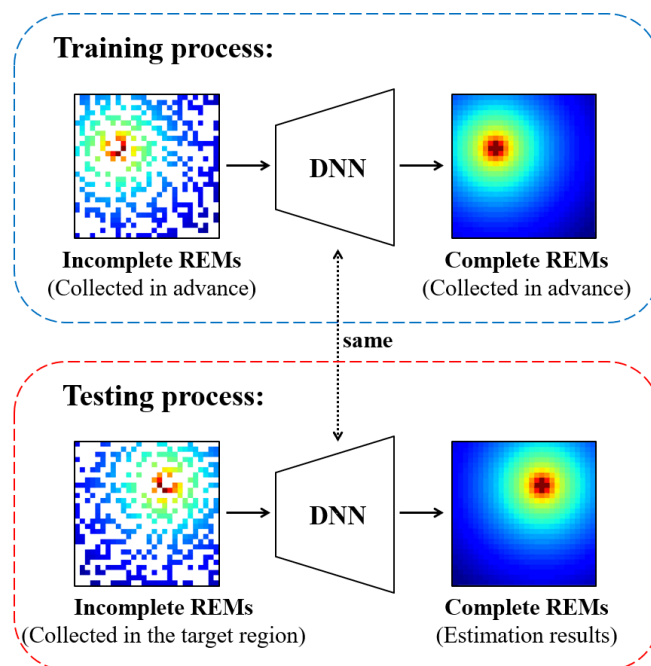 Training process:
DNN
Incomplete REMs
(Collected in advance)
Complete REMs
(Collected in advance)
same
Testing process:
DNN
Incomplete REMs
(Collected in the target region)
Complete REMs
(Estimation results)